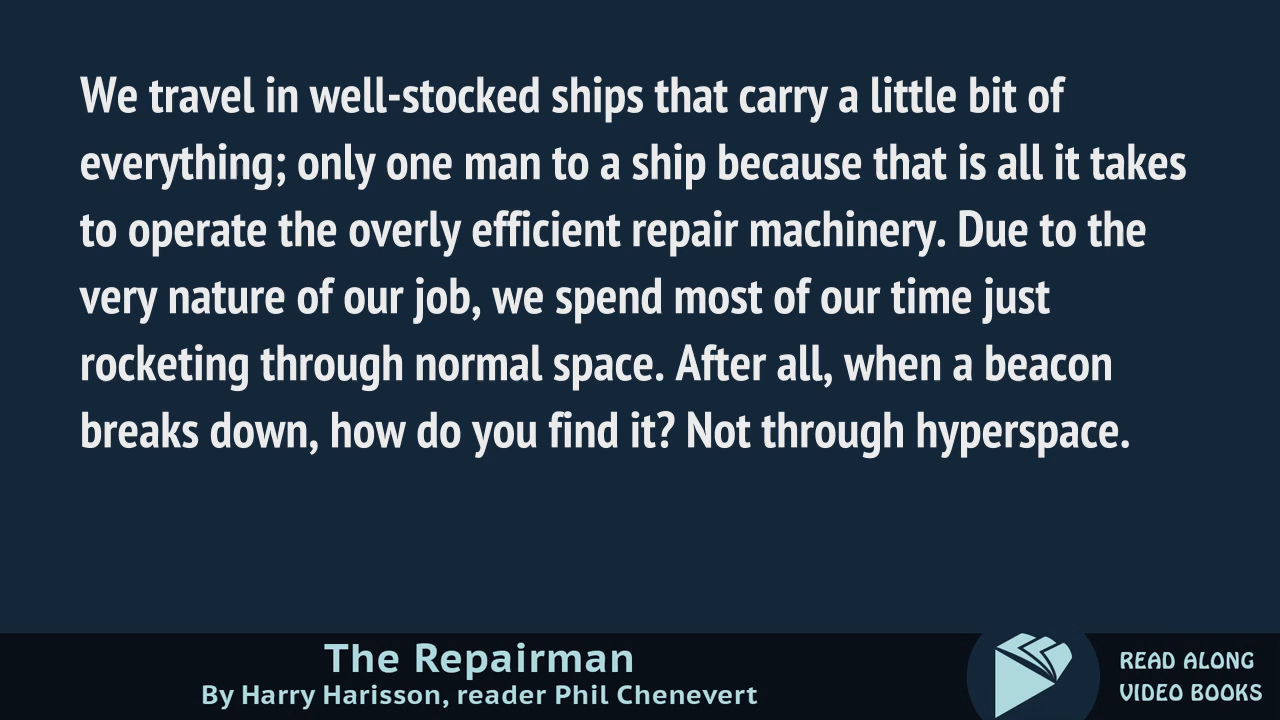 We travel in well-stocked ships that carry a little bit of
everything; only one man to a ship because that is all it takes
to operate the overly efficient repair machinery. Due to the
very nature of our job, we spend most of our time just
rocketing through normal space. After all, when a beacon
breaks down, how do you find it? Not through hyperspace.
The Repairman
By Harry Harisson, reader Phil Chenevert
READ ALONG
VIDEO BOOKS